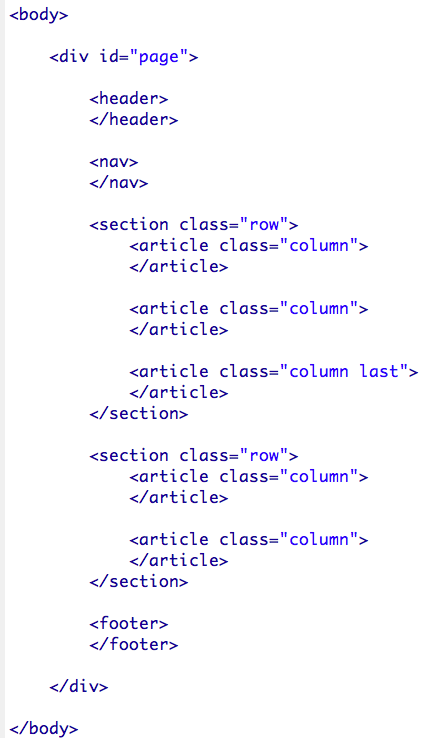 <body>
<div id="page">
<header>
</header>
<nav>
</nav>
<section class="row">
<article class="column">
</article>
<article class="column">
</article>
<article class="column last">
</article>
</section>
<section class="row">
<article class="column">
</article>
<article class="column">
</article>
</section>
<footer>
</footer>
</div>
</body>